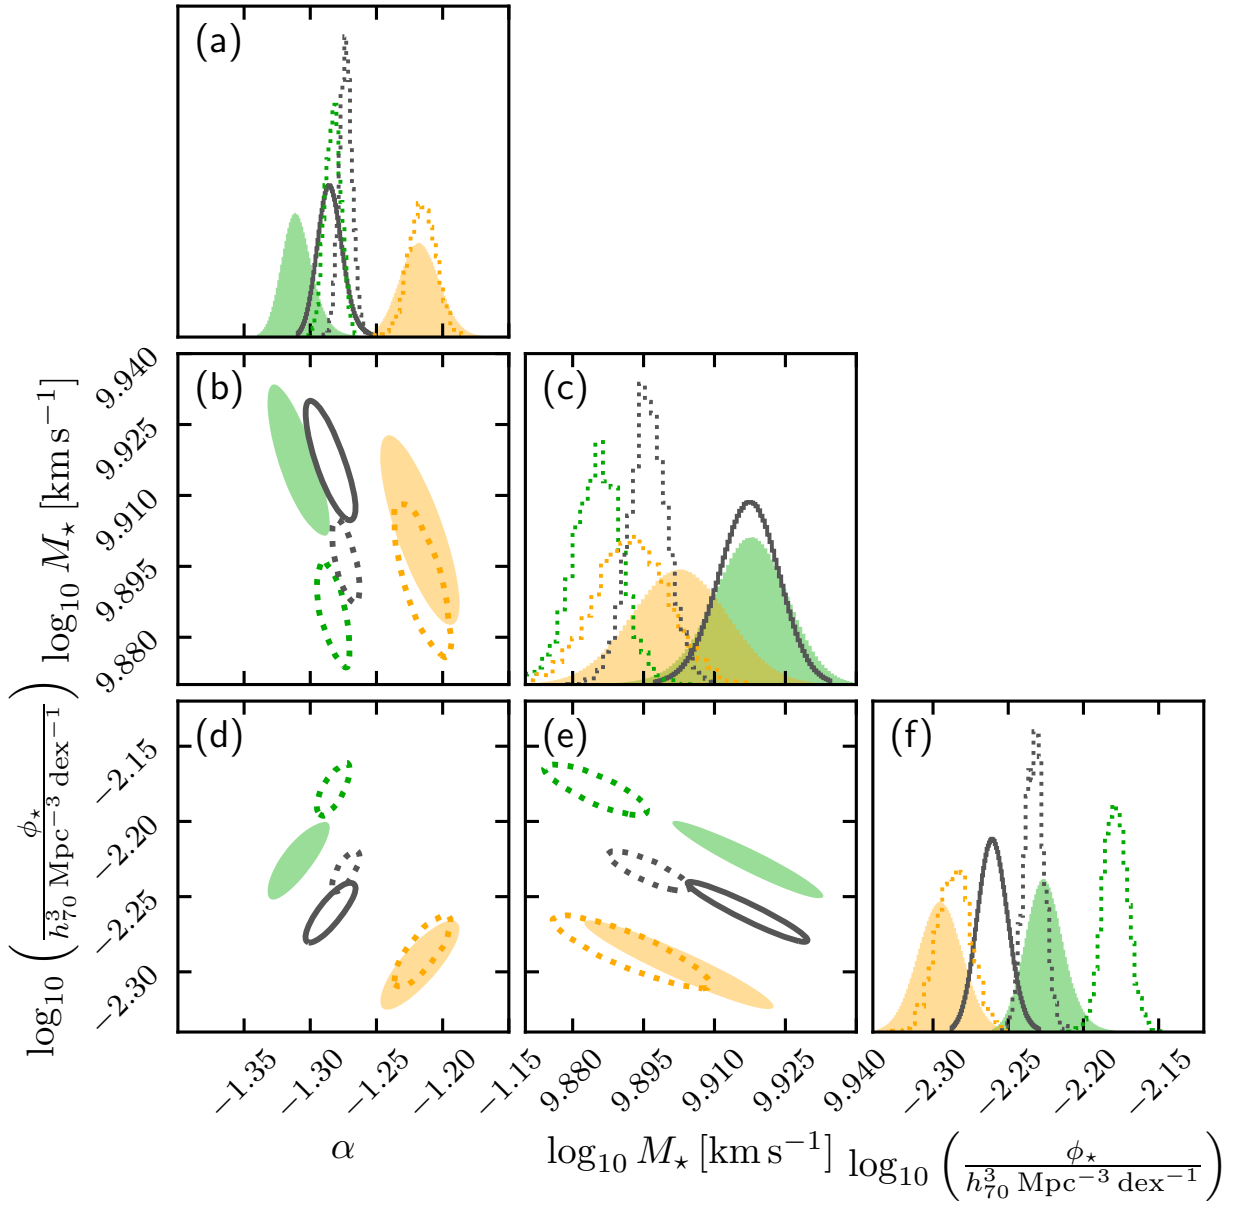 (a)
(b)
(c)
(d)
(e)
(f)
log₁₀ M⋆ [km s⁻¹]
9.940
9.925
9.910
9.895
9.880
log₁₀ (ϕ⋆ / h³₇₀ Mpc⁻³ dex⁻¹)
−2.15
−2.20
−2.25
−2.30
−1.35
−1.30
−1.25
−1.20
−1.15
α
9.880
9.895
9.910
9.925
9.940
log₁₀ M⋆ [km s⁻¹]
−2.30
−2.25
−2.20
−2.15
log₁₀ (ϕ⋆ / h³₇₀ Mpc⁻³ dex⁻¹)